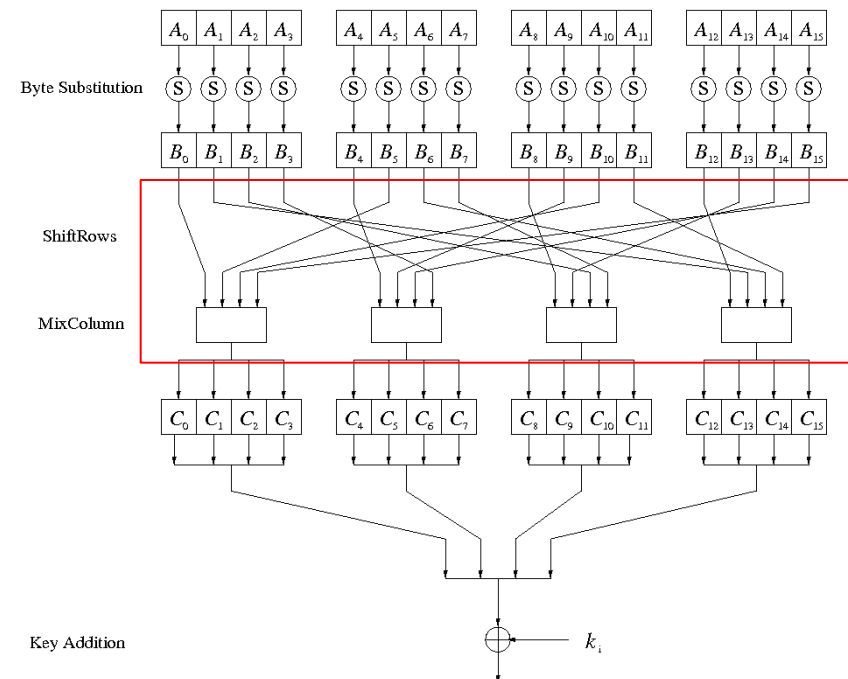 A₀ A₁ A₂ A₃ A₄ A₅ A₆ A₇ A₈ A₉ A₁₀ A₁₁ A₁₂ A₁₃ A₁₄ A₁₅
Byte Substitution S S S S S S S S S S S S S S S S
B₀ B₁ B₂ B₃ B₄ B₅ B₆ B₇ B₈ B₉ B₁₀ B₁₁ B₁₂ B₁₃ B₁₄ B₁₅
ShiftRows
MixColumn
C₀ C₁ C₂ C₃ C₄ C₅ C₆ C₇ C₈ C₉ C₁₀ C₁₁ C₁₂ C₁₃ C₁₄ C₁₅
Key Addition kᵢ